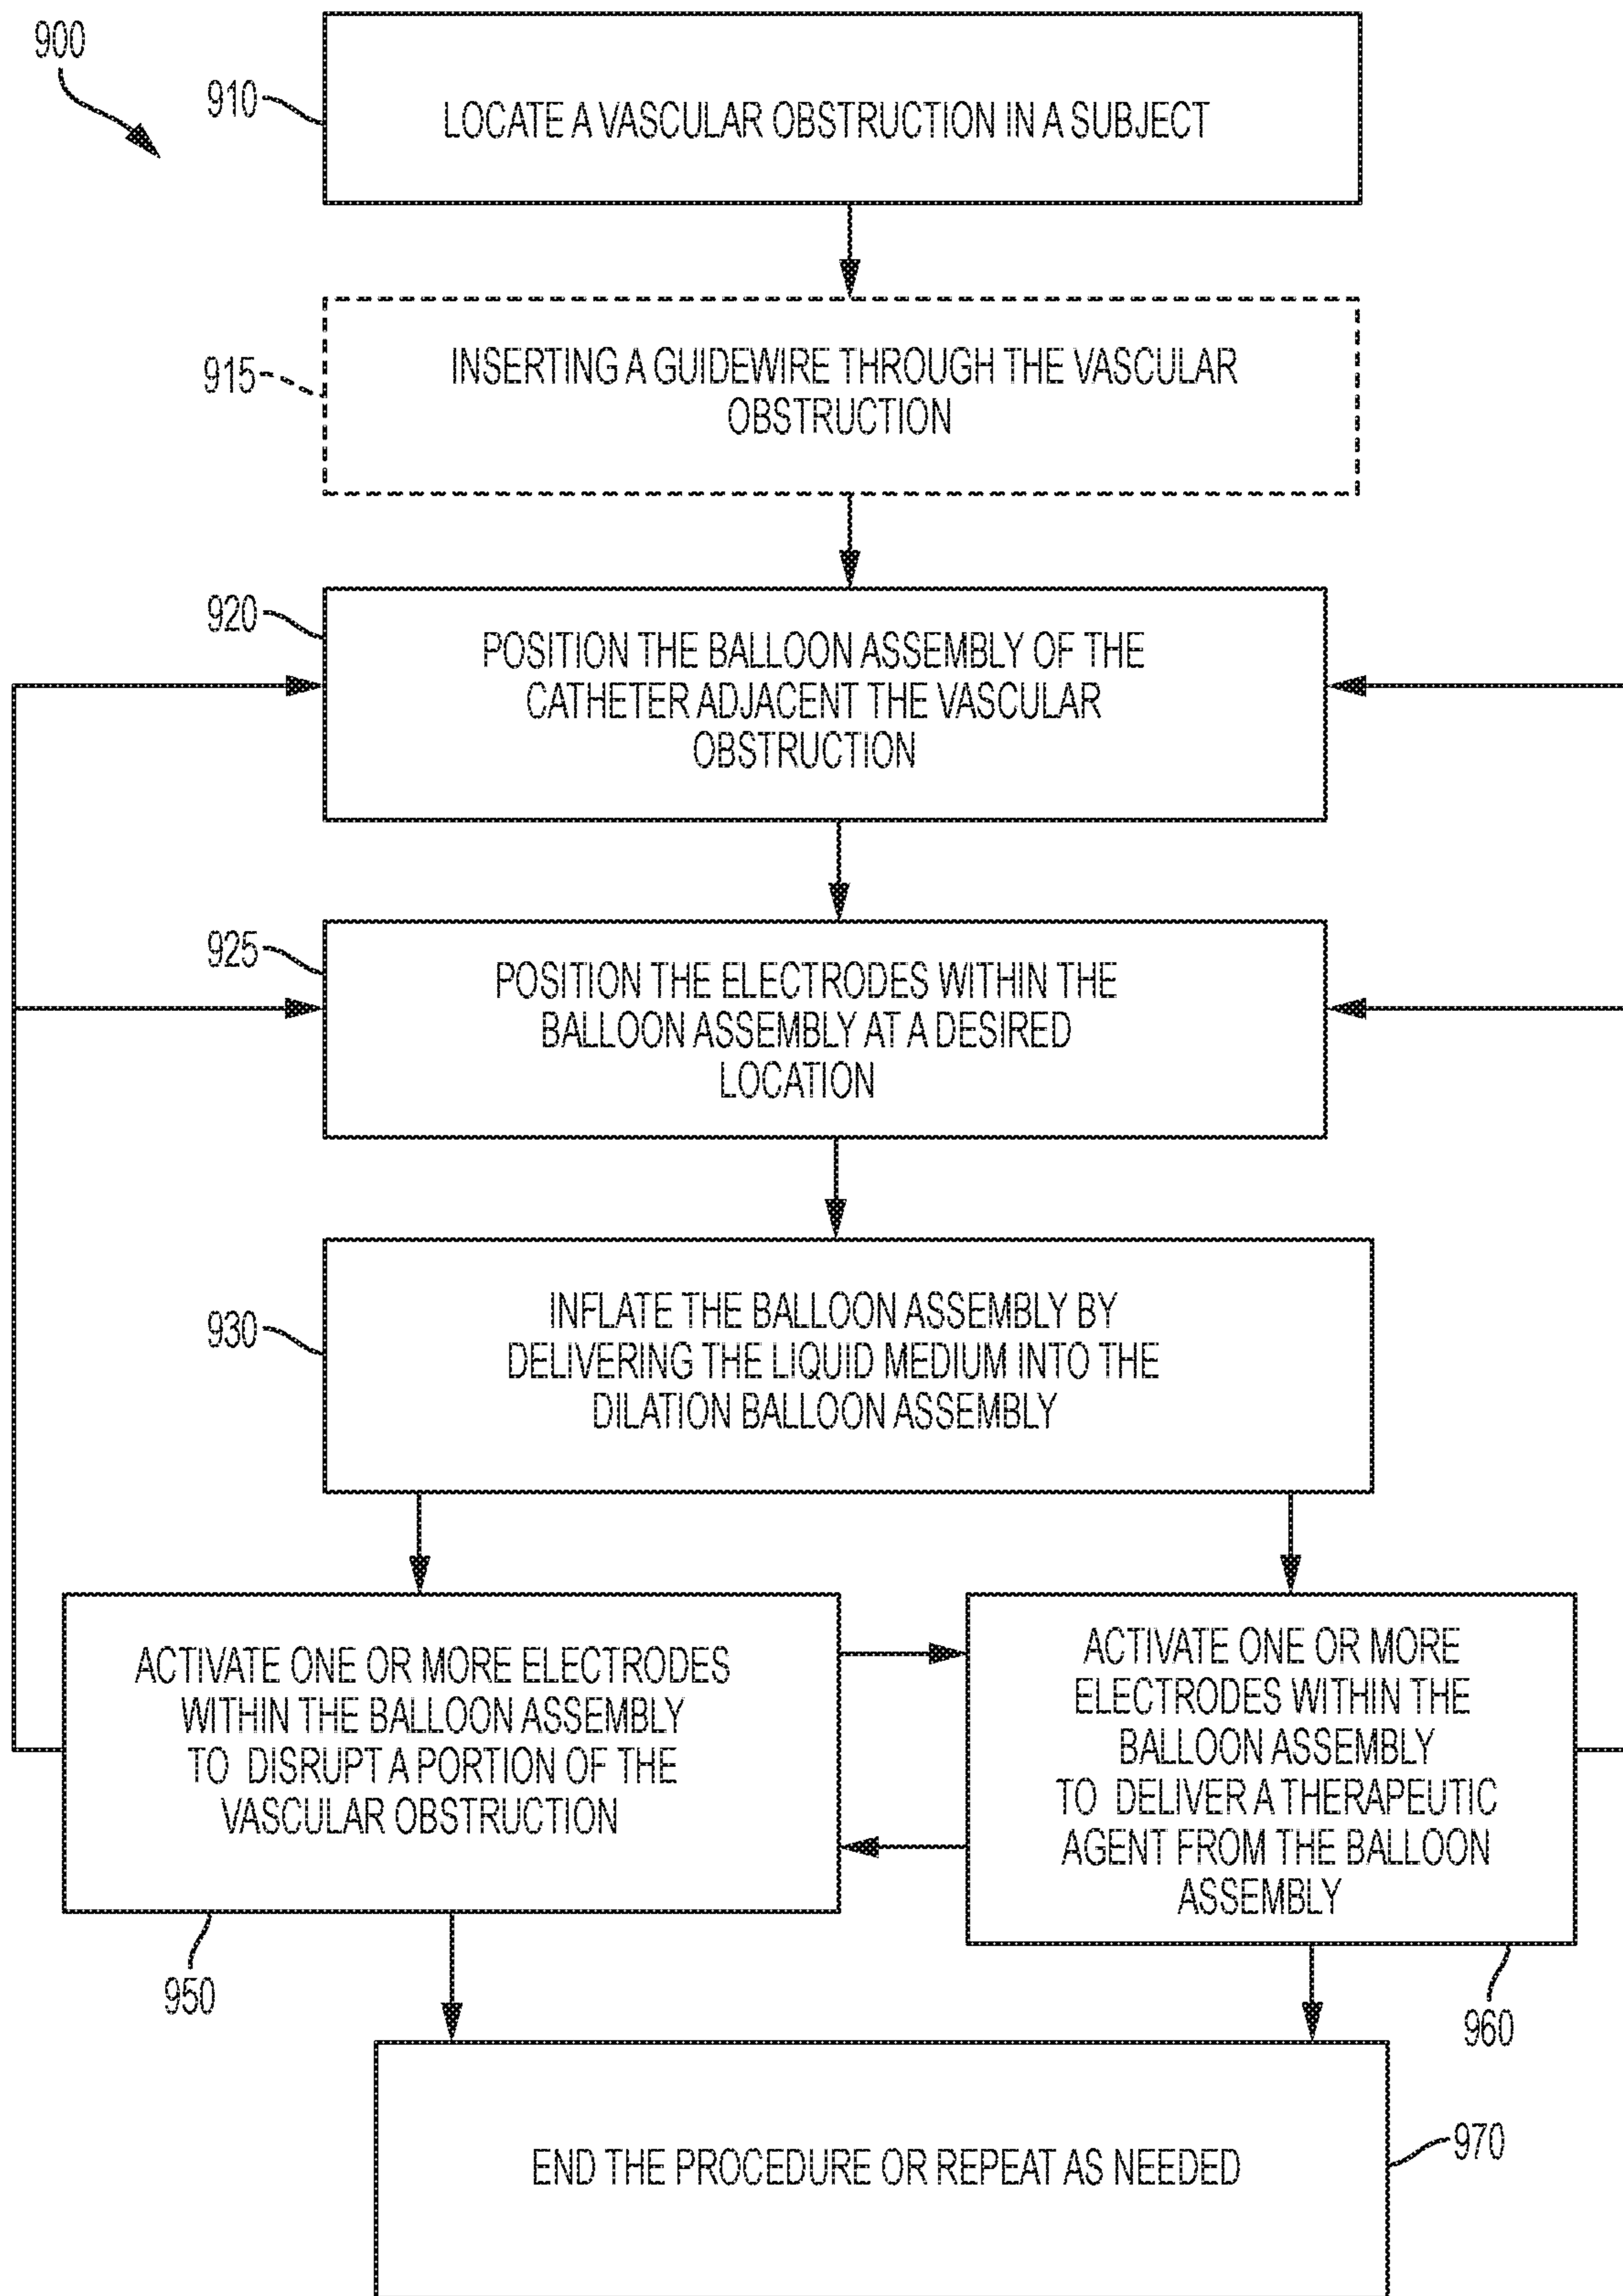 900
910
LOCATE A VASCULAR OBSTRUCTION IN A SUBJECT
915
INSERTING A GUIDEWIRE THROUGH THE VASCULAR
OBSTRUCTION
920
POSITION THE BALLOON ASSEMBLY OF THE
CATHETER ADJACENT THE VASCULAR
OBSTRUCTION
925
POSITION THE ELECTRODES WITHIN THE
BALLOON ASSEMBLY AT A DESIRED
LOCATION
930
INFLATE THE BALLOON ASSEMBLY BY
DELIVERING THE LIQUID MEDIUM INTO THE
DILATION BALLOON ASSEMBLY
ACTIVATE ONE OR MORE ELECTRODES
WITHIN THE BALLOON ASSEMBLY
TO DISRUPT A PORTION OF THE
VASCULAR OBSTRUCTION
950
ACTIVATE ONE OR MORE
ELECTRODES WITHIN THE
BALLOON ASSEMBLY
TO DELIVER A THERAPEUTIC
AGENT FROM THE BALLOON
ASSEMBLY
960
END THE PROCEDURE OR REPEAT AS NEEDED
970